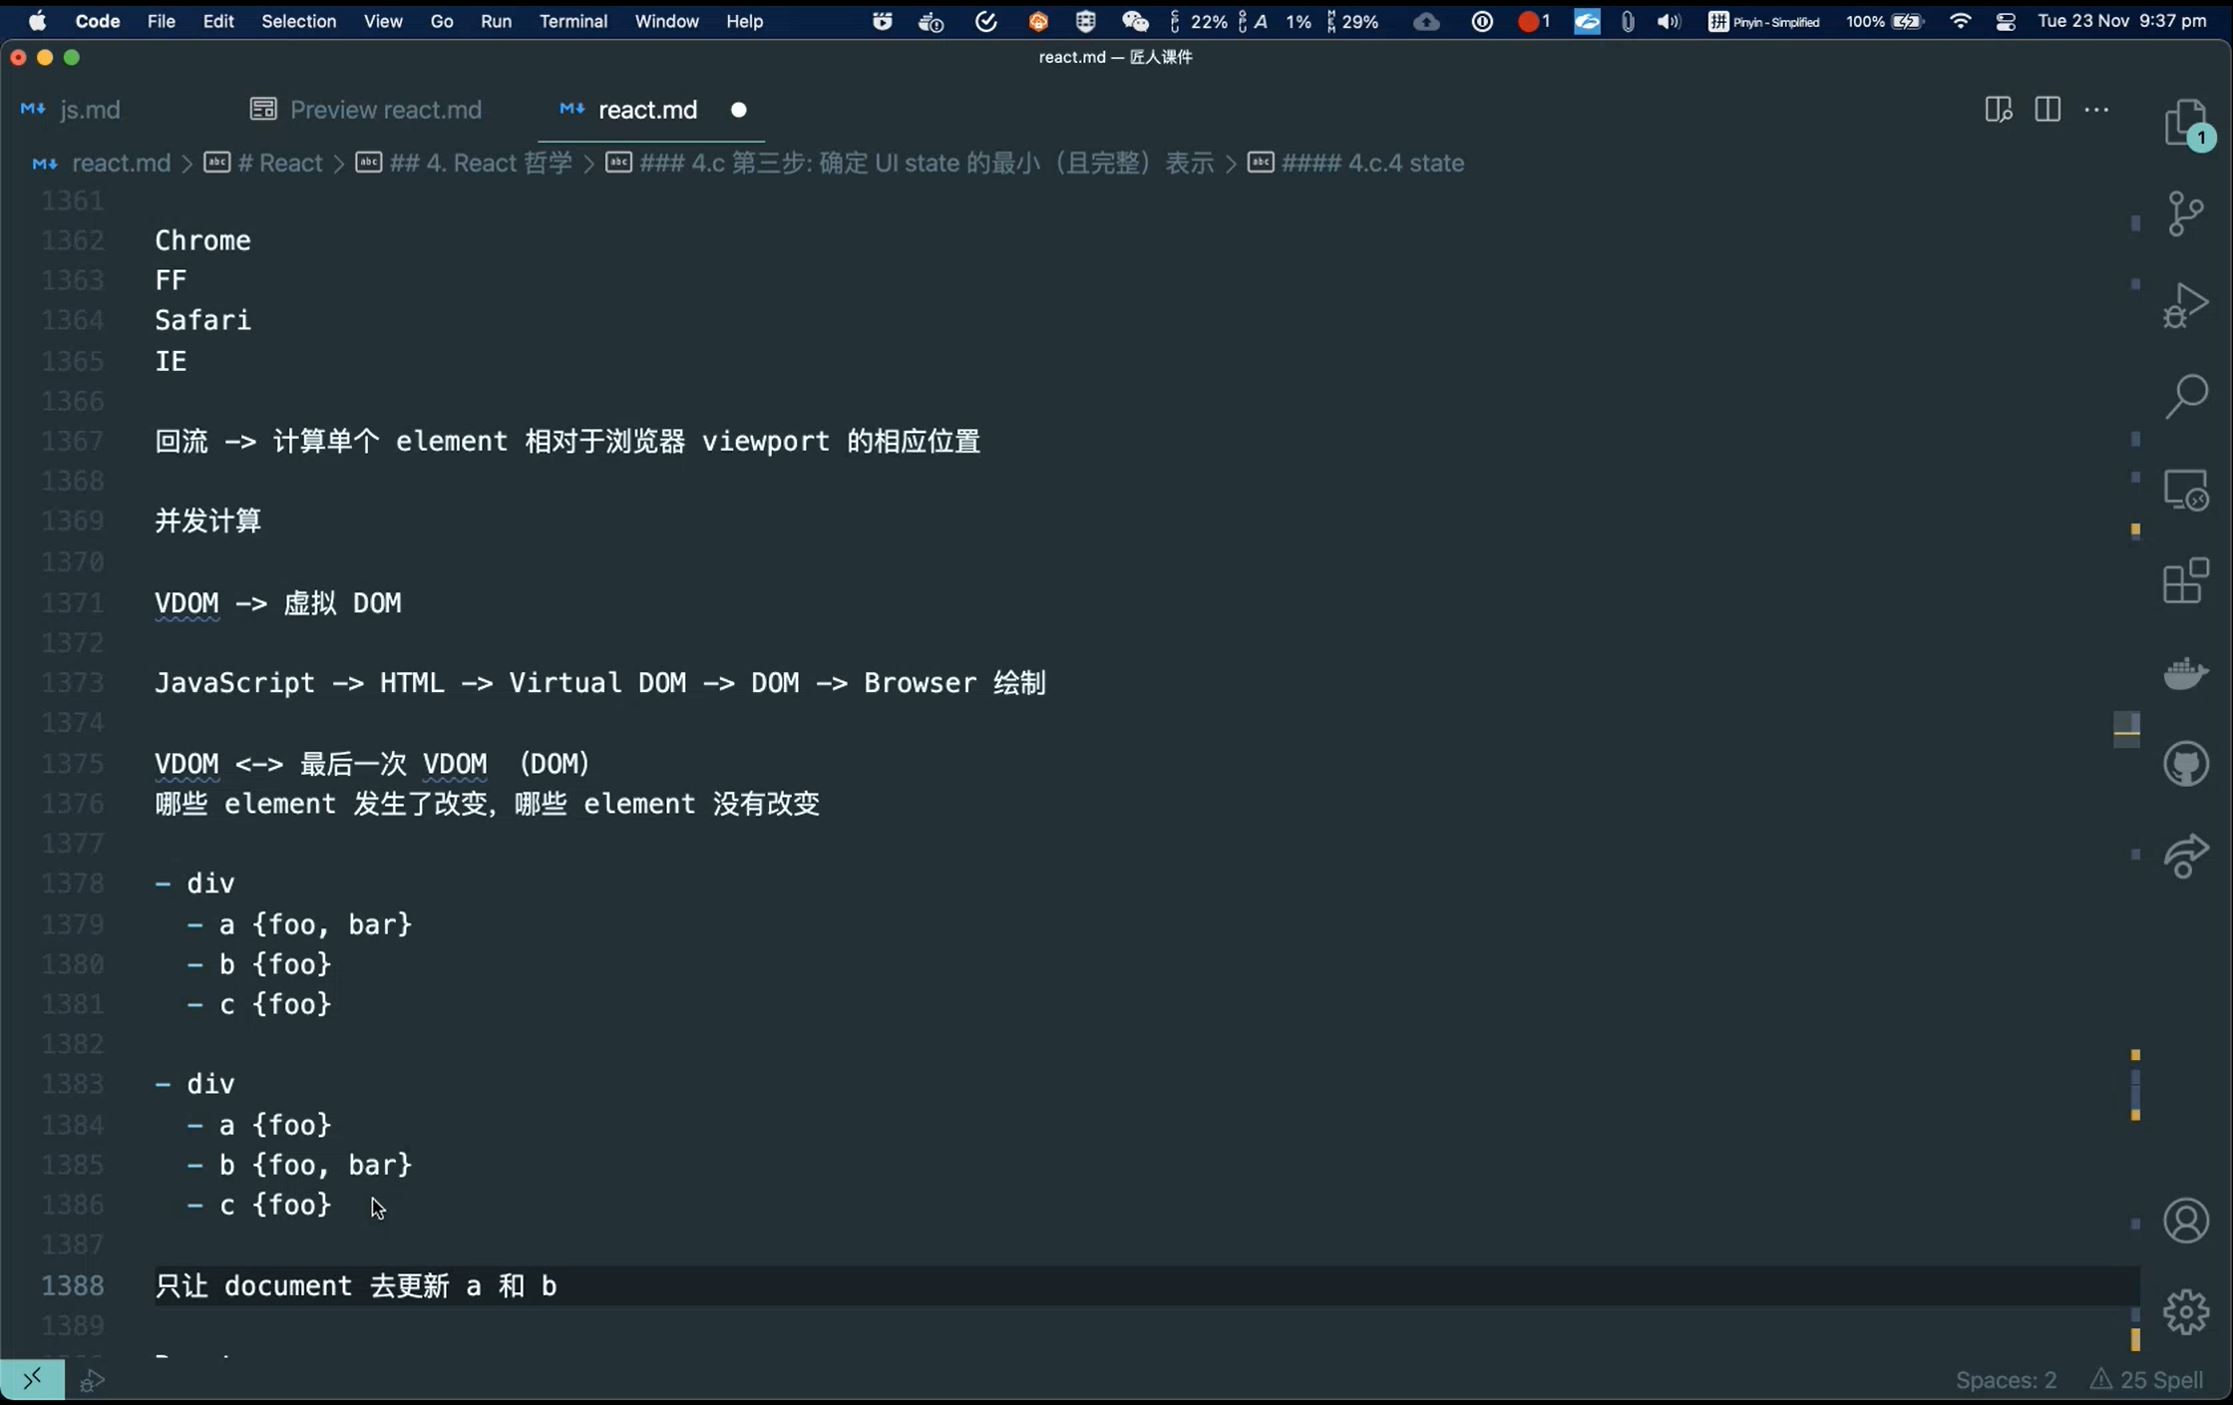 Code File Edit Selection View Go Run Terminal Window Help 22% A 1% 29% 1 拼 Pinyin - Simplified 100% Tue 23 Nov 9:37 pm
react.md — 匠人课件
js.md Preview react.md react.md
react.md > # React > ## 4. React 哲学 > ### 4.c 第三步: 确定 UI state 的最小（且完整）表示 > #### 4.c.4 state
1
1361
1362 Chrome
1363 FF
1364 Safari
1365 IE
1366
1367 回流 -> 计算单个 element 相对于浏览器 viewport 的相应位置
1368
1369 并发计算
1370
1371 VDOM -> 虚拟 DOM
1372
1373 JavaScript -> HTML -> Virtual DOM -> DOM -> Browser 绘制
1374
1375 VDOM <-> 最后一次 VDOM （DOM）
1376 哪些 element 发生了改变，哪些 element 没有改变
1377
1378 - div
1379 - a {foo, bar}
1380 - b {foo}
1381 - c {foo}
1382
1383 - div
1384 - a {foo}
1385 - b {foo, bar}
1386 - c {foo}
1387
1388 只让 document 去更新 a 和 b
1389
Spaces: 2 25 Spell